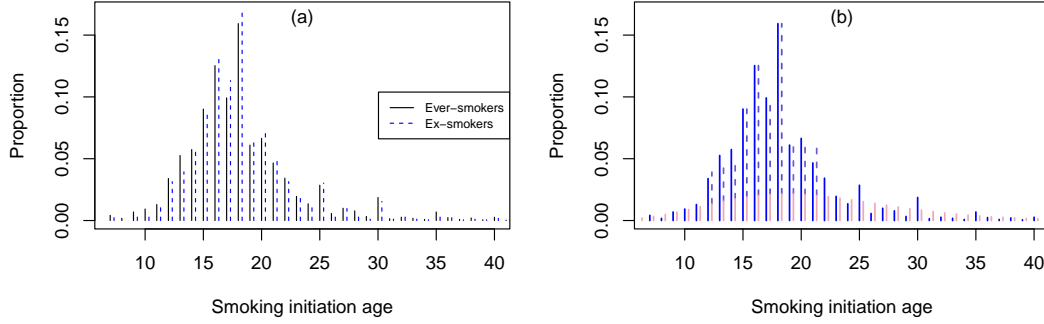 (a)
0.15
0.10
0.05
0.00
Proportion
Ever−smokers
Ex−smokers
10 15 20 25 30 35 40
Smoking initiation age
(b)
0.15
0.10
0.05
0.00
Proportion
10 15 20 25 30 35 40
Smoking initiation age